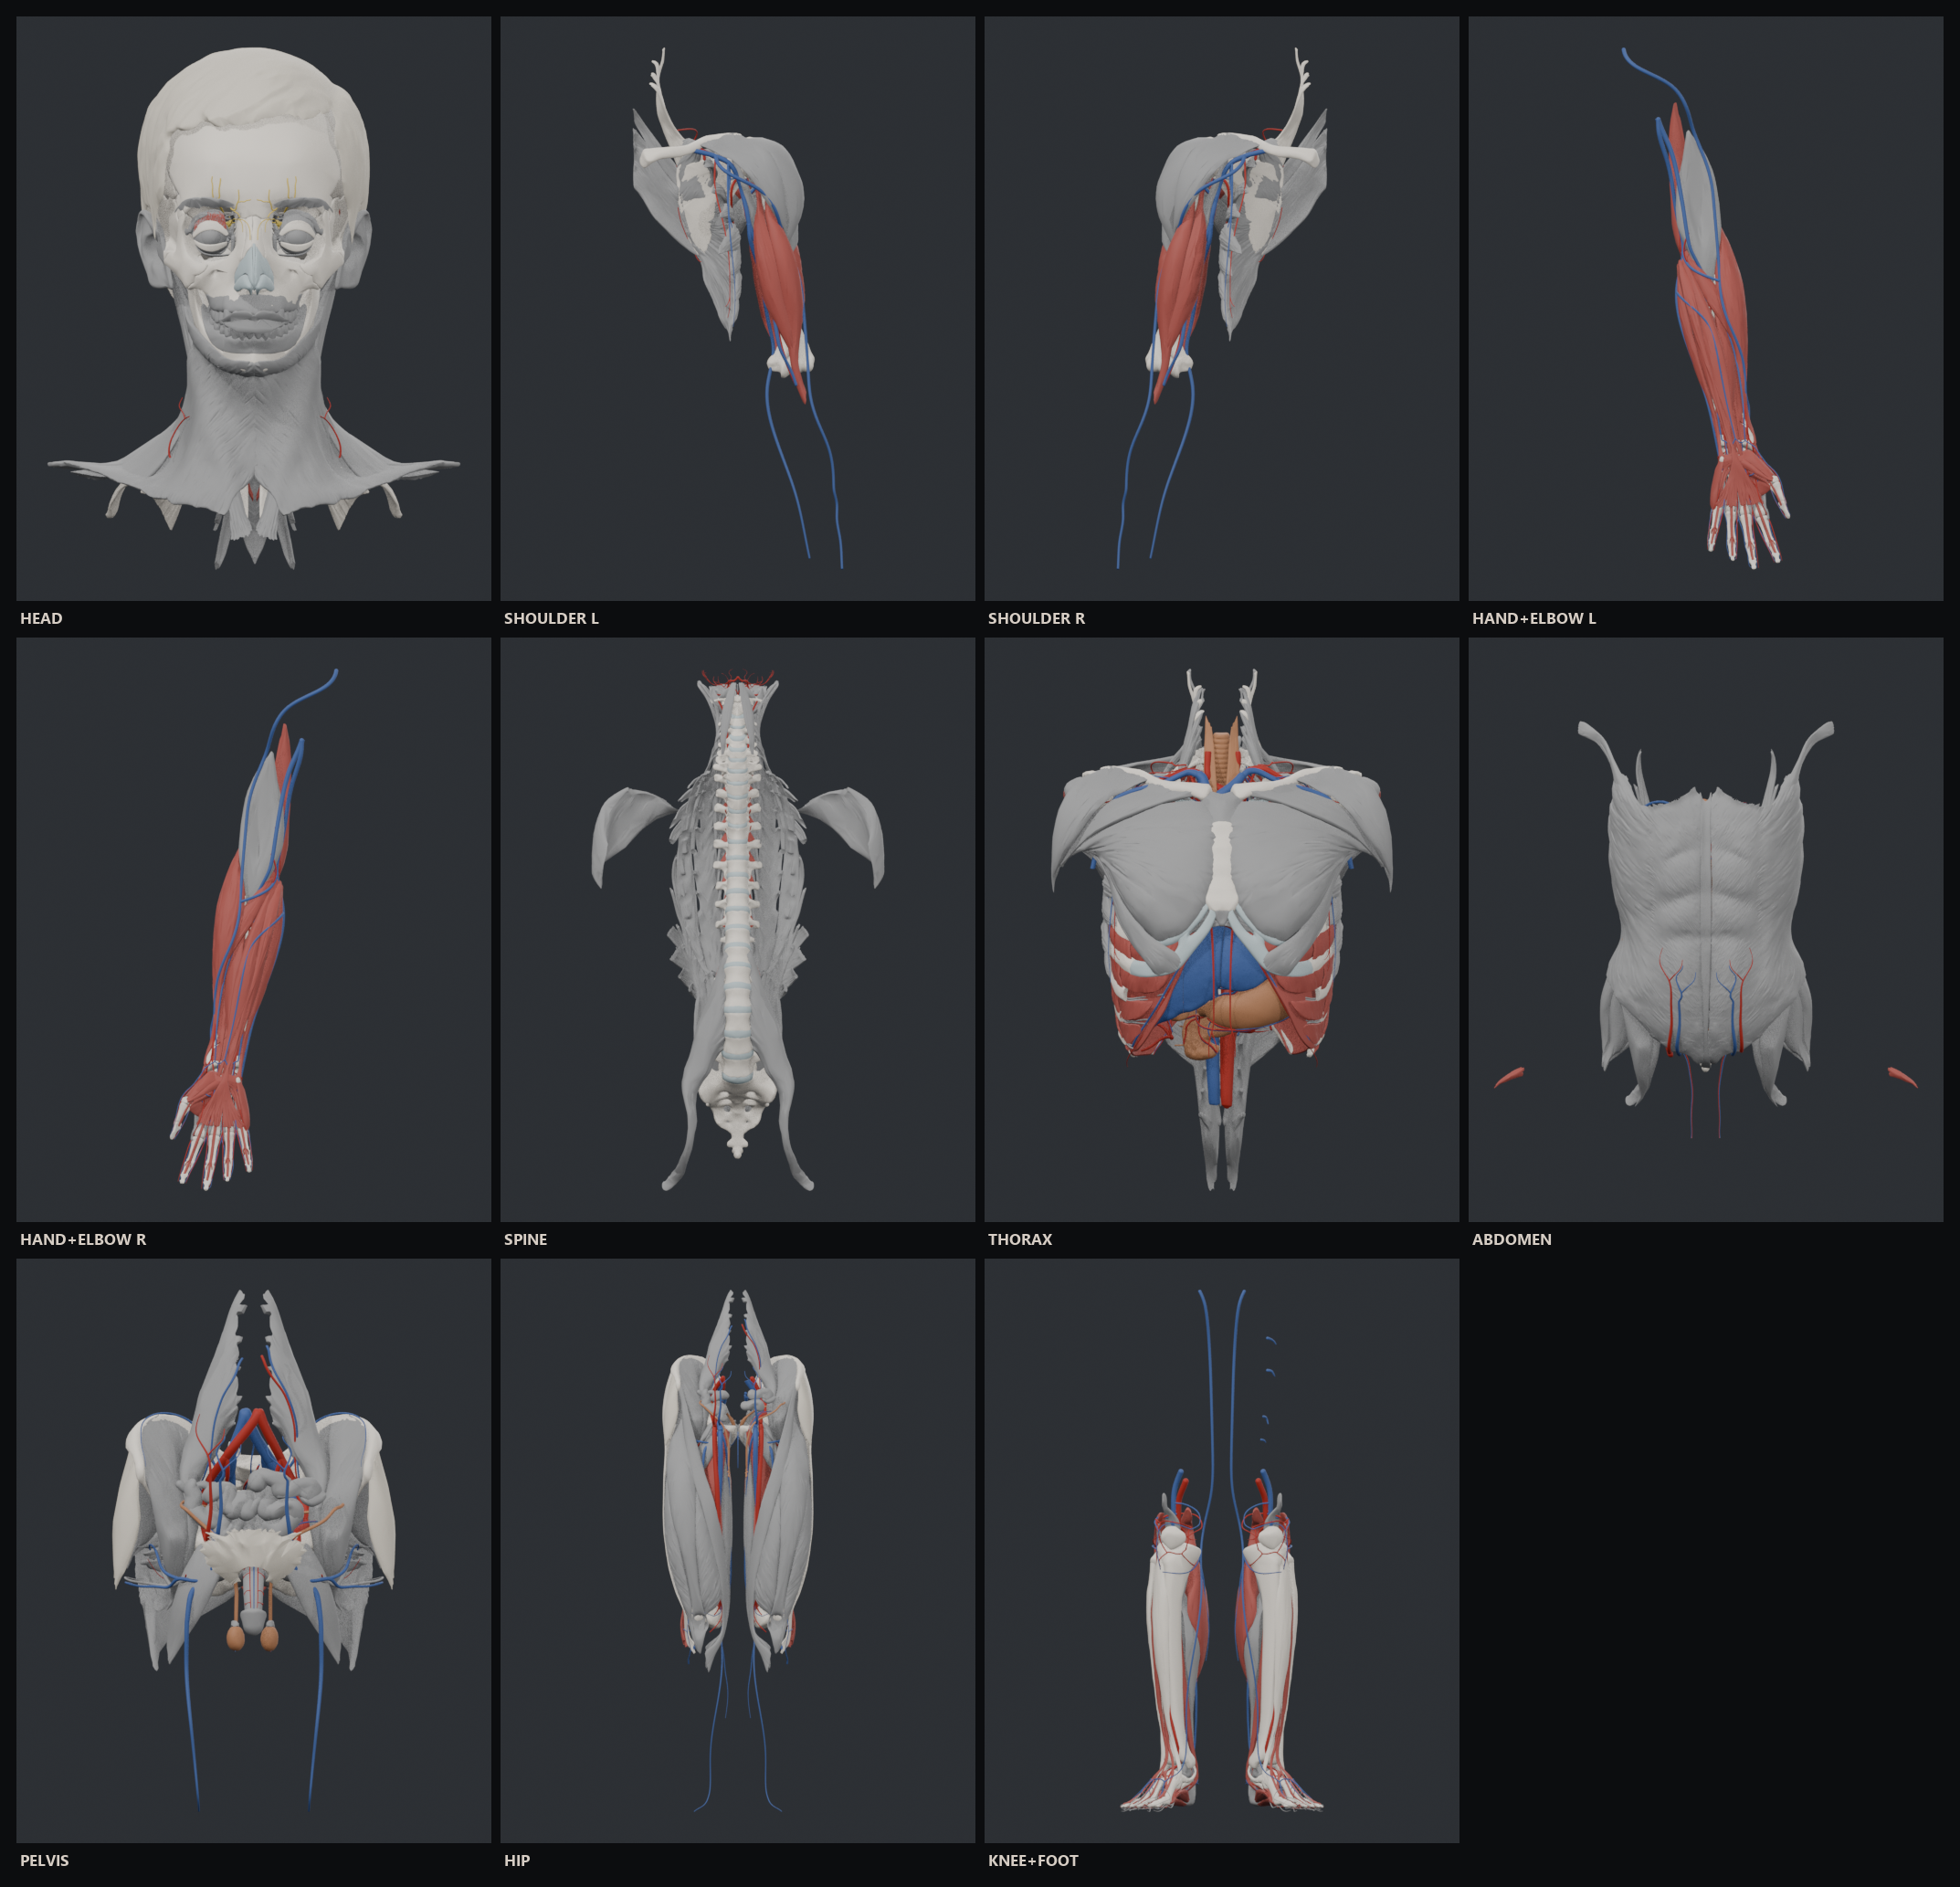 HEAD
SHOULDER L
SHOULDER R
HAND+ELBOW L
HAND+ELBOW R
SPINE
THORAX
ABDOMEN
PELVIS
HIP
KNEE+FOOT